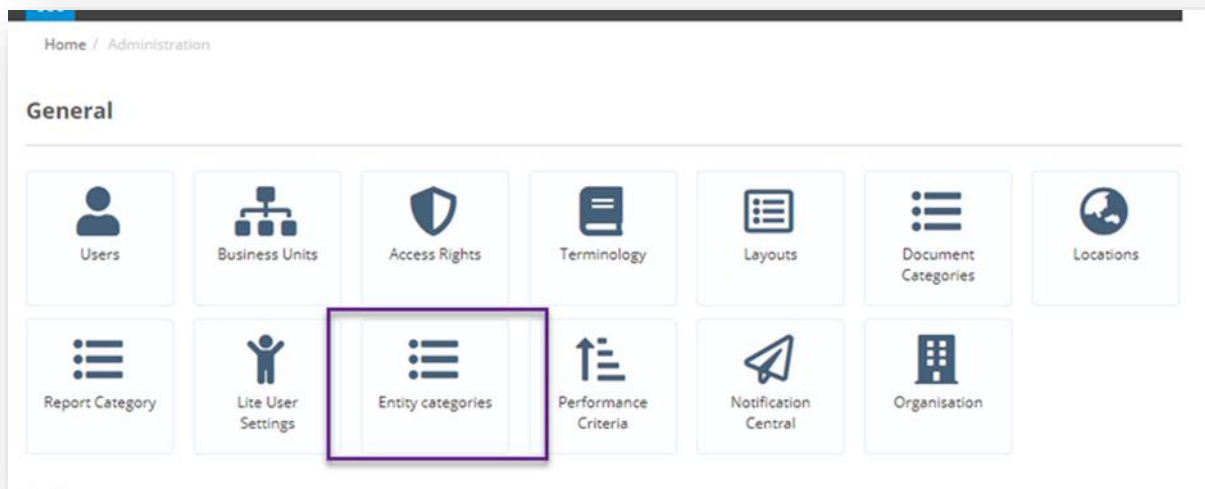 Home / Administration
General
Users
Business Units
Access Rights
Terminology
Layouts
Document
Categories
Locations
Report Category
Lite User
Settings
Entity categories
Performance
Criteria
Notification
Central
Organisation